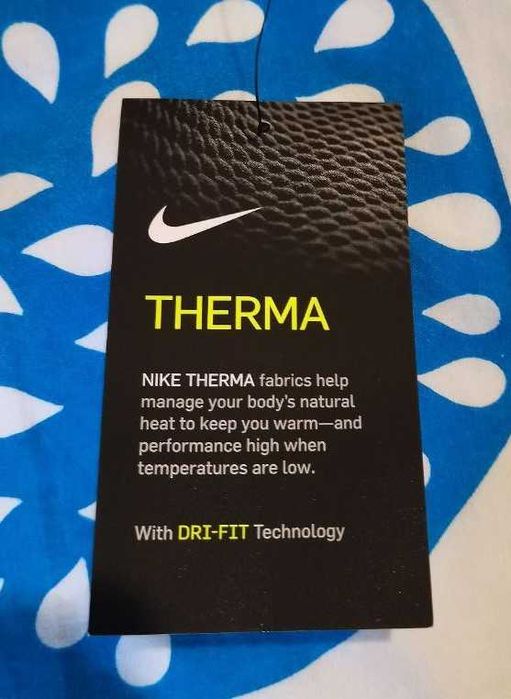 THERMA
NIKE THERMA fabrics help
manage your body's natural
heat to keep you warm—and
performance high when
temperatures are low.
With DRI-FIT Technology